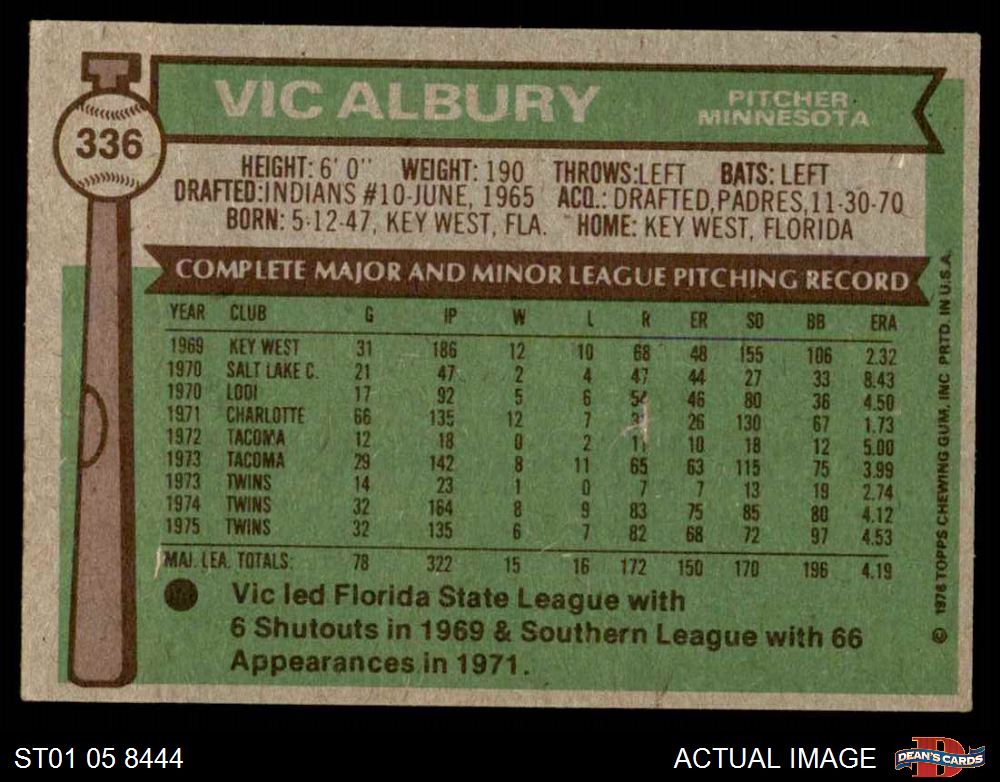 VIC ALBURY PITCHER
MINNESOTA
336
HEIGHT: 6' 0" WEIGHT: 190 THROWS:LEFT BATS: LEFT
DRAFTED:INDIANS #10-JUNE, 1965 ACQ.: DRAFTED,PADRES,11-30-70
BORN: 5-12-47, KEY WEST, FLA. HOME: KEY WEST, FLORIDA
COMPLETE MAJOR AND MINOR LEAGUE PITCHING RECORD
YEAR CLUB G IP W L R ER SO BB ERA
1969 KEY WEST 31 186 12 10 68 48 155 106 2.32
1970 SALT LAKE C. 21 47 2 4 47 44 27 33 8.43
1970 LODI 17 92 5 6 54 46 80 36 4.50
1971 CHARLOTTE 66 135 12 7 26 130 67 1.73
1972 TACOMA 12 18 0 2 11 10 18 12 5.00
1973 TACOMA 29 142 8 11 65 63 115 75 3.99
1973 TWINS 14 23 1 0 7 7 13 19 2.74
1974 TWINS 32 164 8 9 83 75 85 80 4.12
1975 TWINS 32 135 6 7 82 68 72 97 4.53
MAJ. LEA. TOTALS: 78 322 15 16 172 150 170 196 4.19
Vic led Florida State League with
6 Shutouts in 1969 & Southern League with 66
Appearances in 1971.
© 1976 TOPPS CHEWING GUM, INC PRTD. IN U.S.A.
ST01 05 8444 ACTUAL IMAGE DEAN'S CARDS